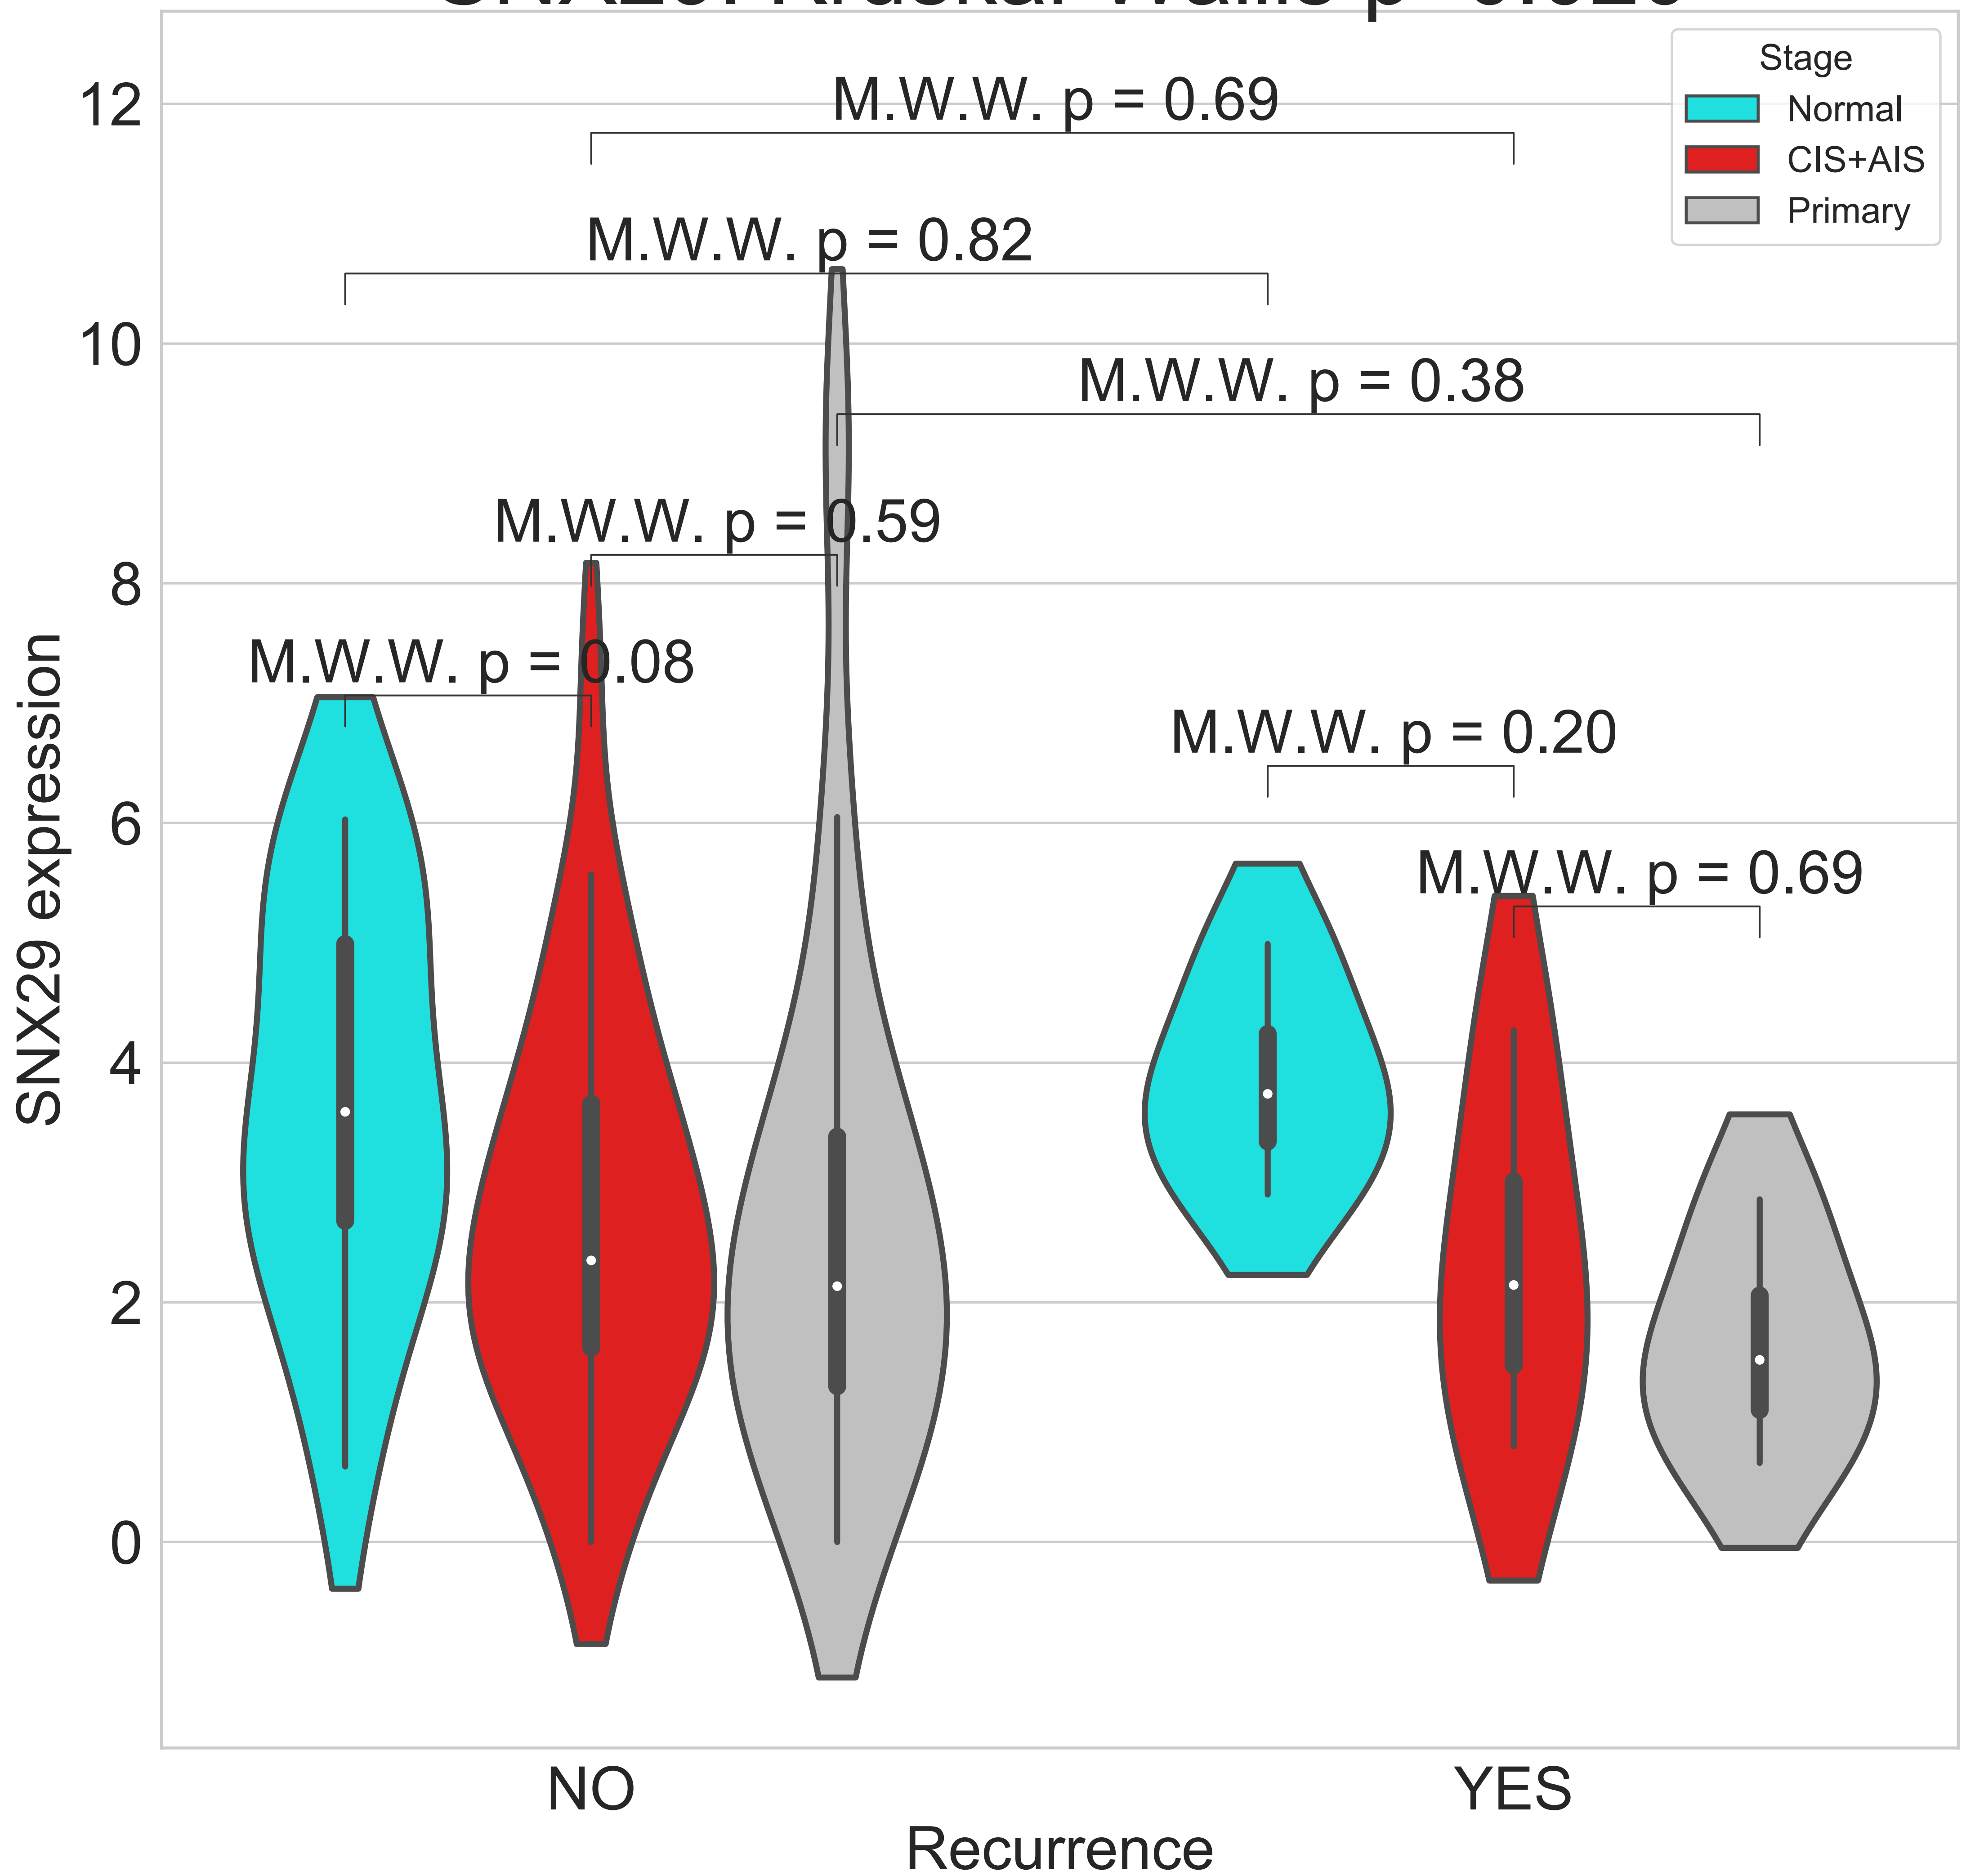 Stage
Normal
CIS+AIS
Primary
M.W.W. p = 0.69
M.W.W. p = 0.82
M.W.W. p = 0.38
M.W.W. p = 0.59
M.W.W. p = 0.08
M.W.W. p = 0.20
M.W.W. p = 0.69
12
10
8
6
4
2
0
SNX29 expression
NO
YES
Recurrence